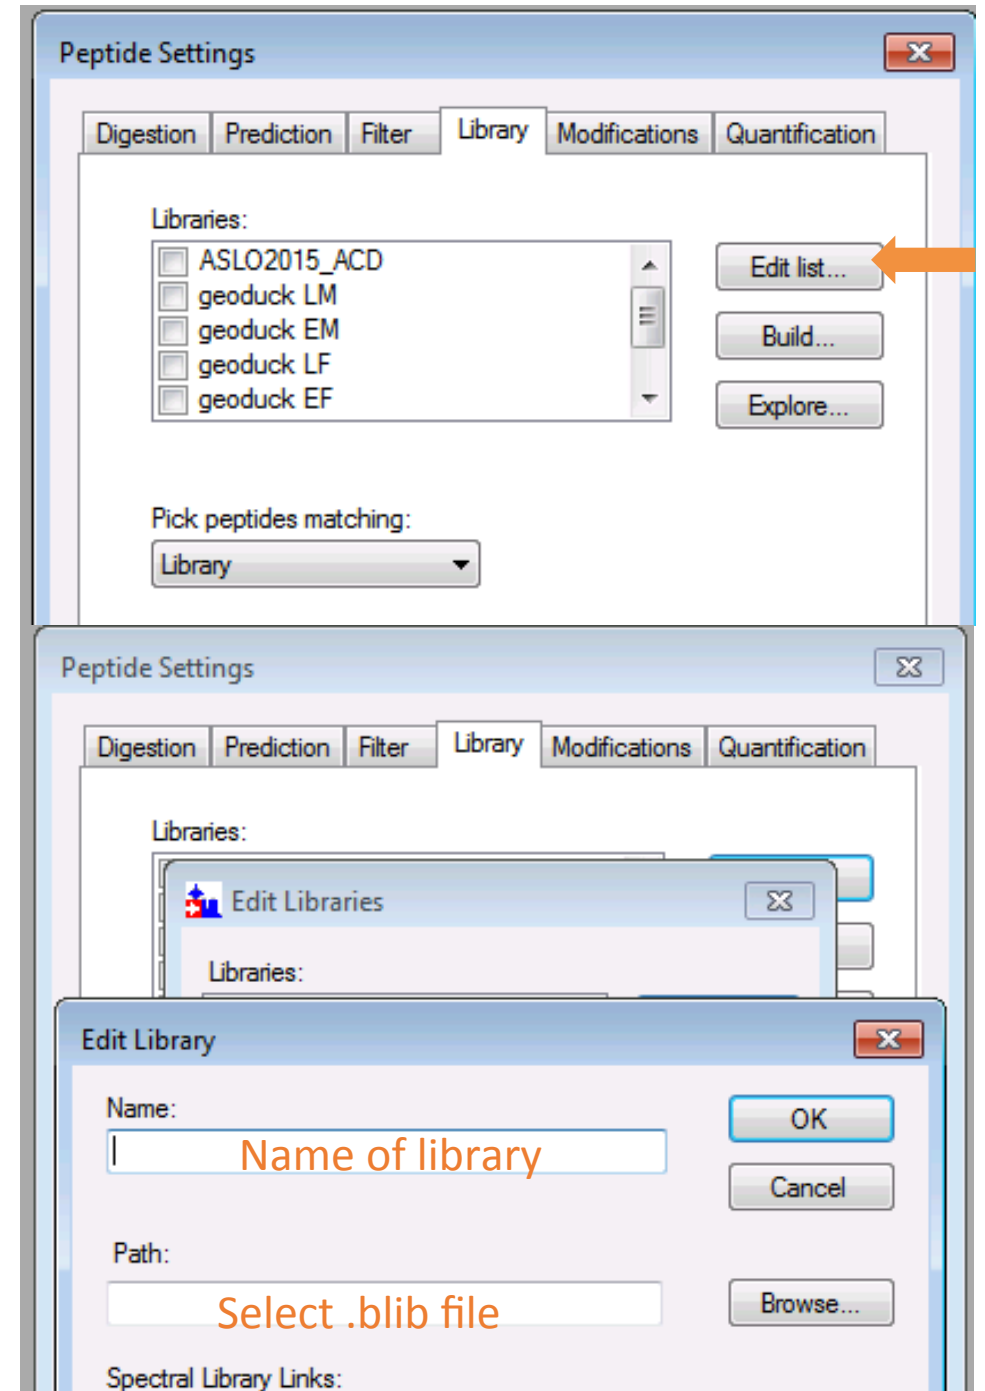 Peptide Settings
Digestion Prediction Filter Library Modifications Quantification
Libraries:
ASLO2015_ACD
geoduck LM
geoduck EM
geoduck LF
geoduck EF
Edit list...
Build...
Explore...
Pick peptides matching:
Library
Peptide Settings
Digestion Prediction Filter Library Modifications Quantification
Libraries:
Edit Libraries
Libraries:
Edit Library
Name:
Name of library
OK
Cancel
Path:
Select .blib file
Browse...
Spectral Library Links: